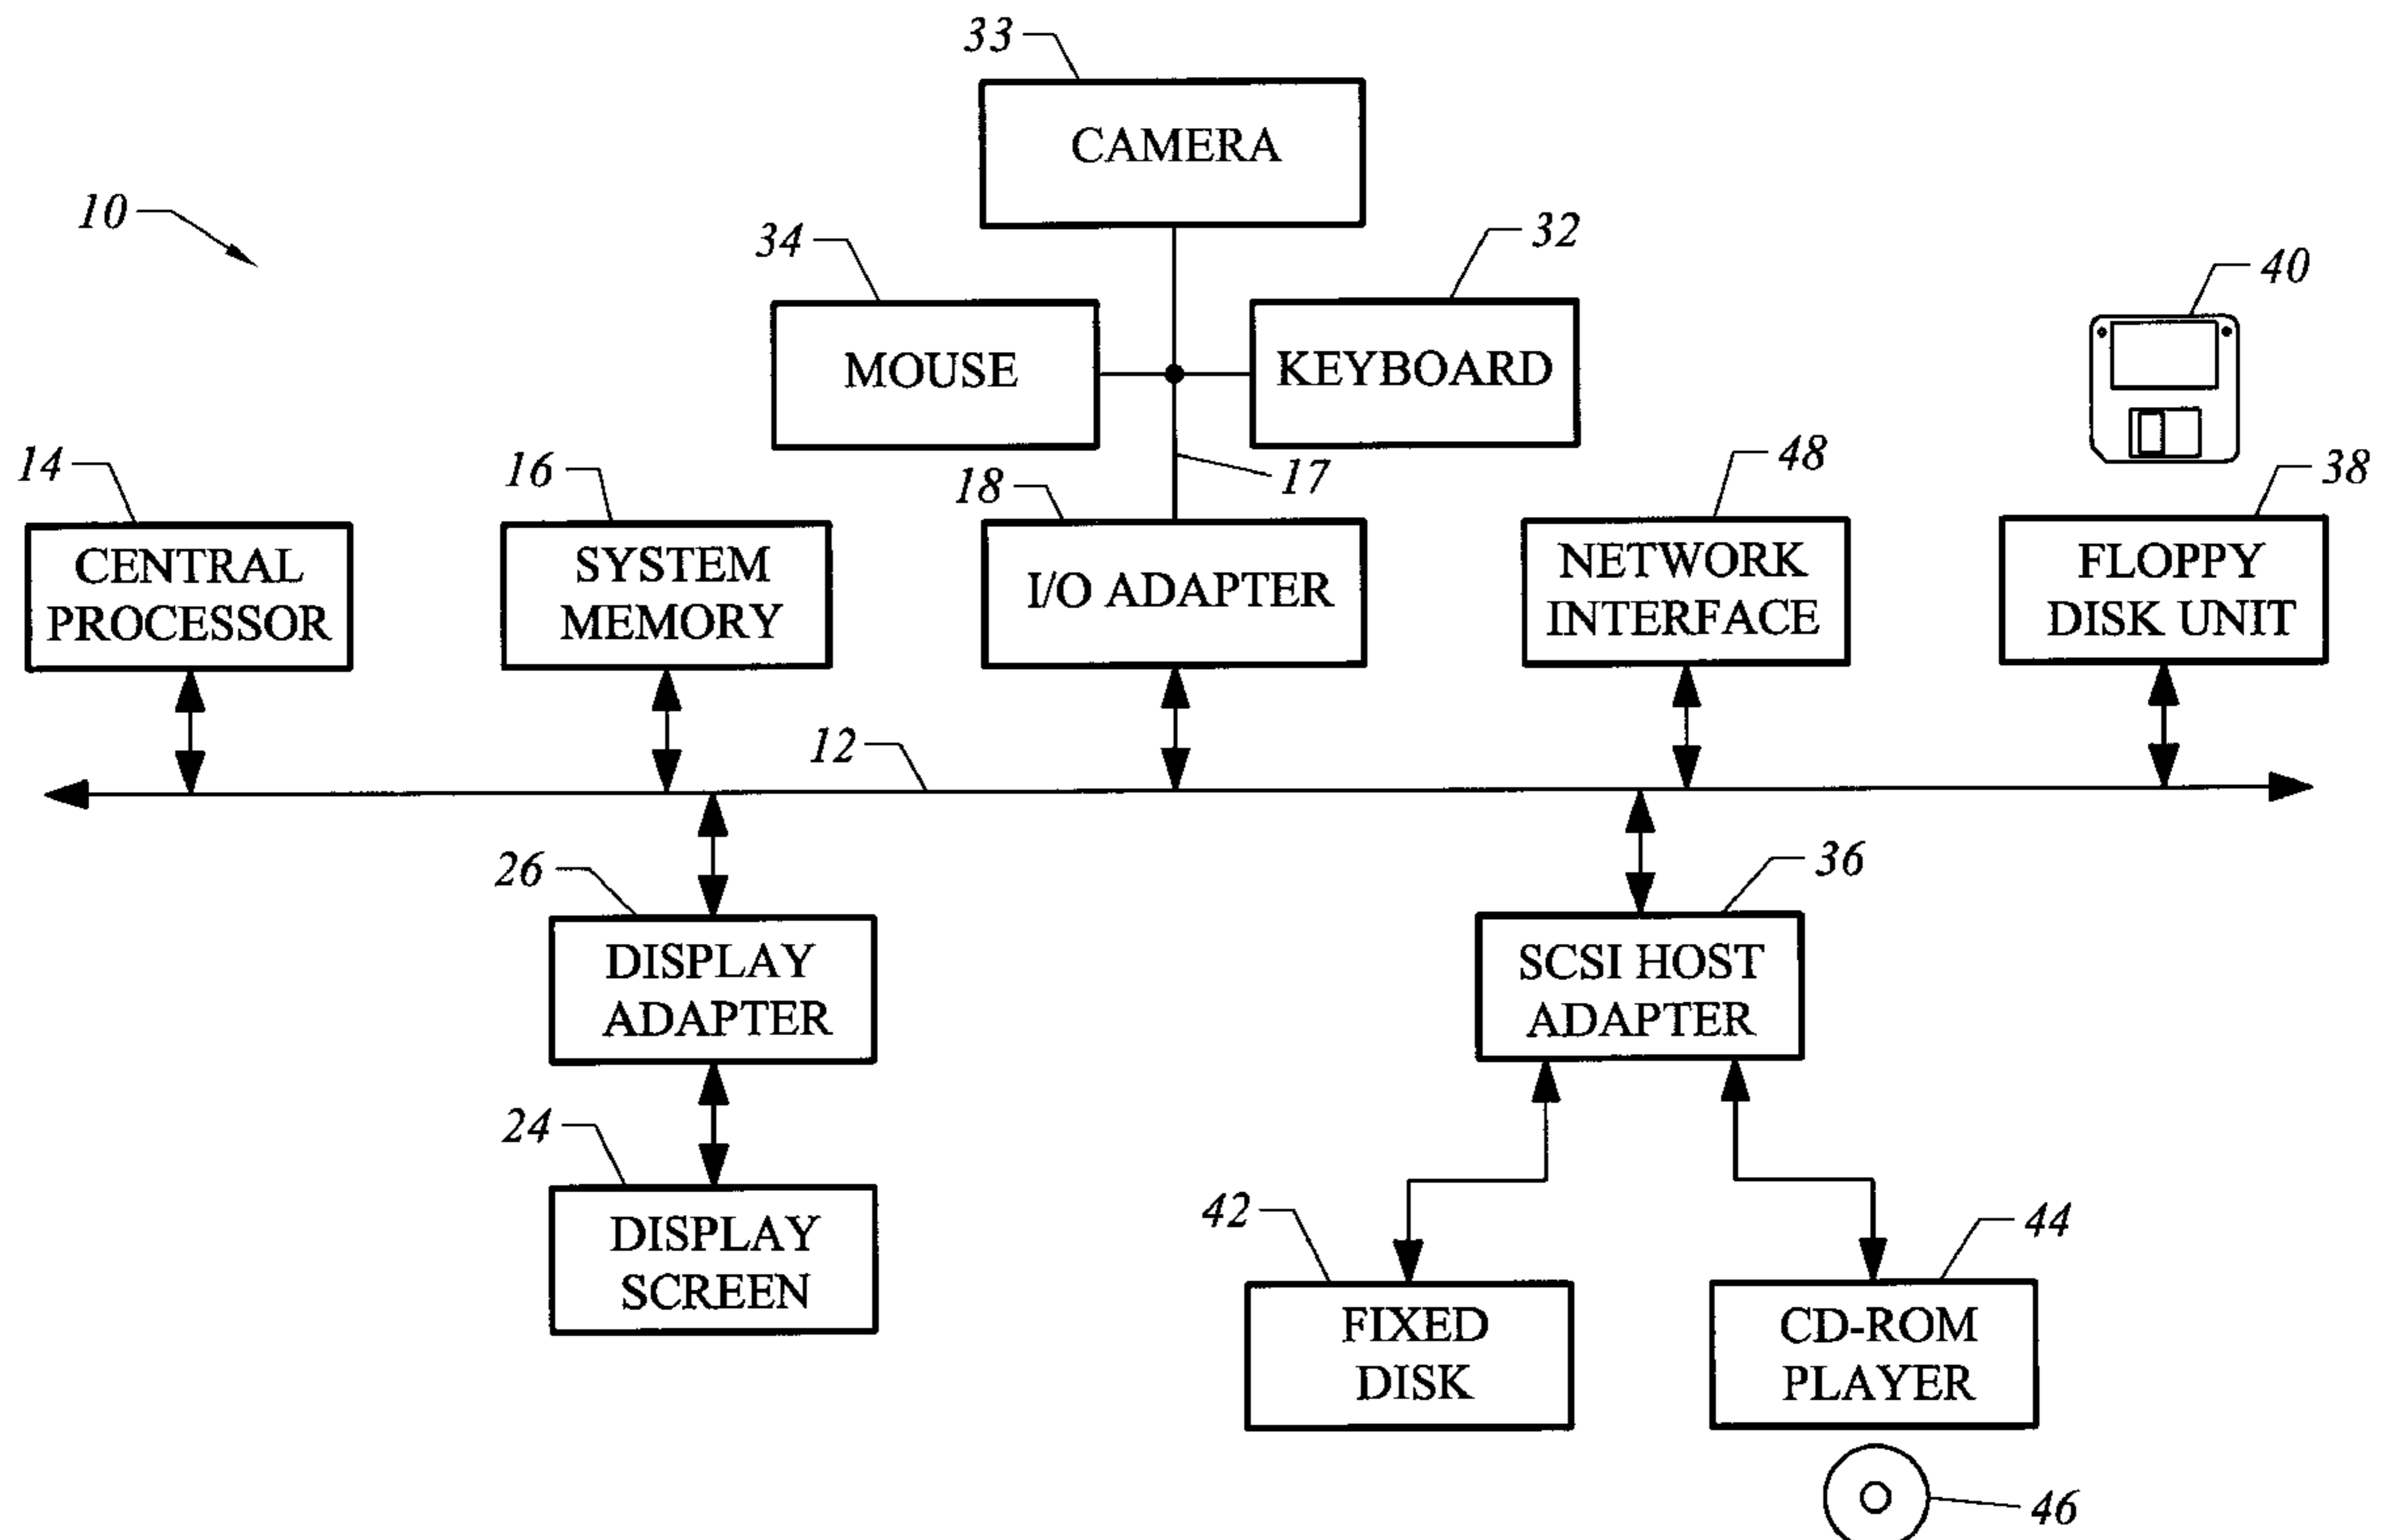 33
CAMERA
10
34
32
40
MOUSE
KEYBOARD
14
16
18
17
48
38
CENTRAL
PROCESSOR
SYSTEM
MEMORY
I/O ADAPTER
NETWORK
INTERFACE
FLOPPY
DISK UNIT
12
26
36
DISPLAY
ADAPTER
SCSI HOST
ADAPTER
24
42
44
DISPLAY
SCREEN
FIXED
DISK
CD-ROM
PLAYER
46